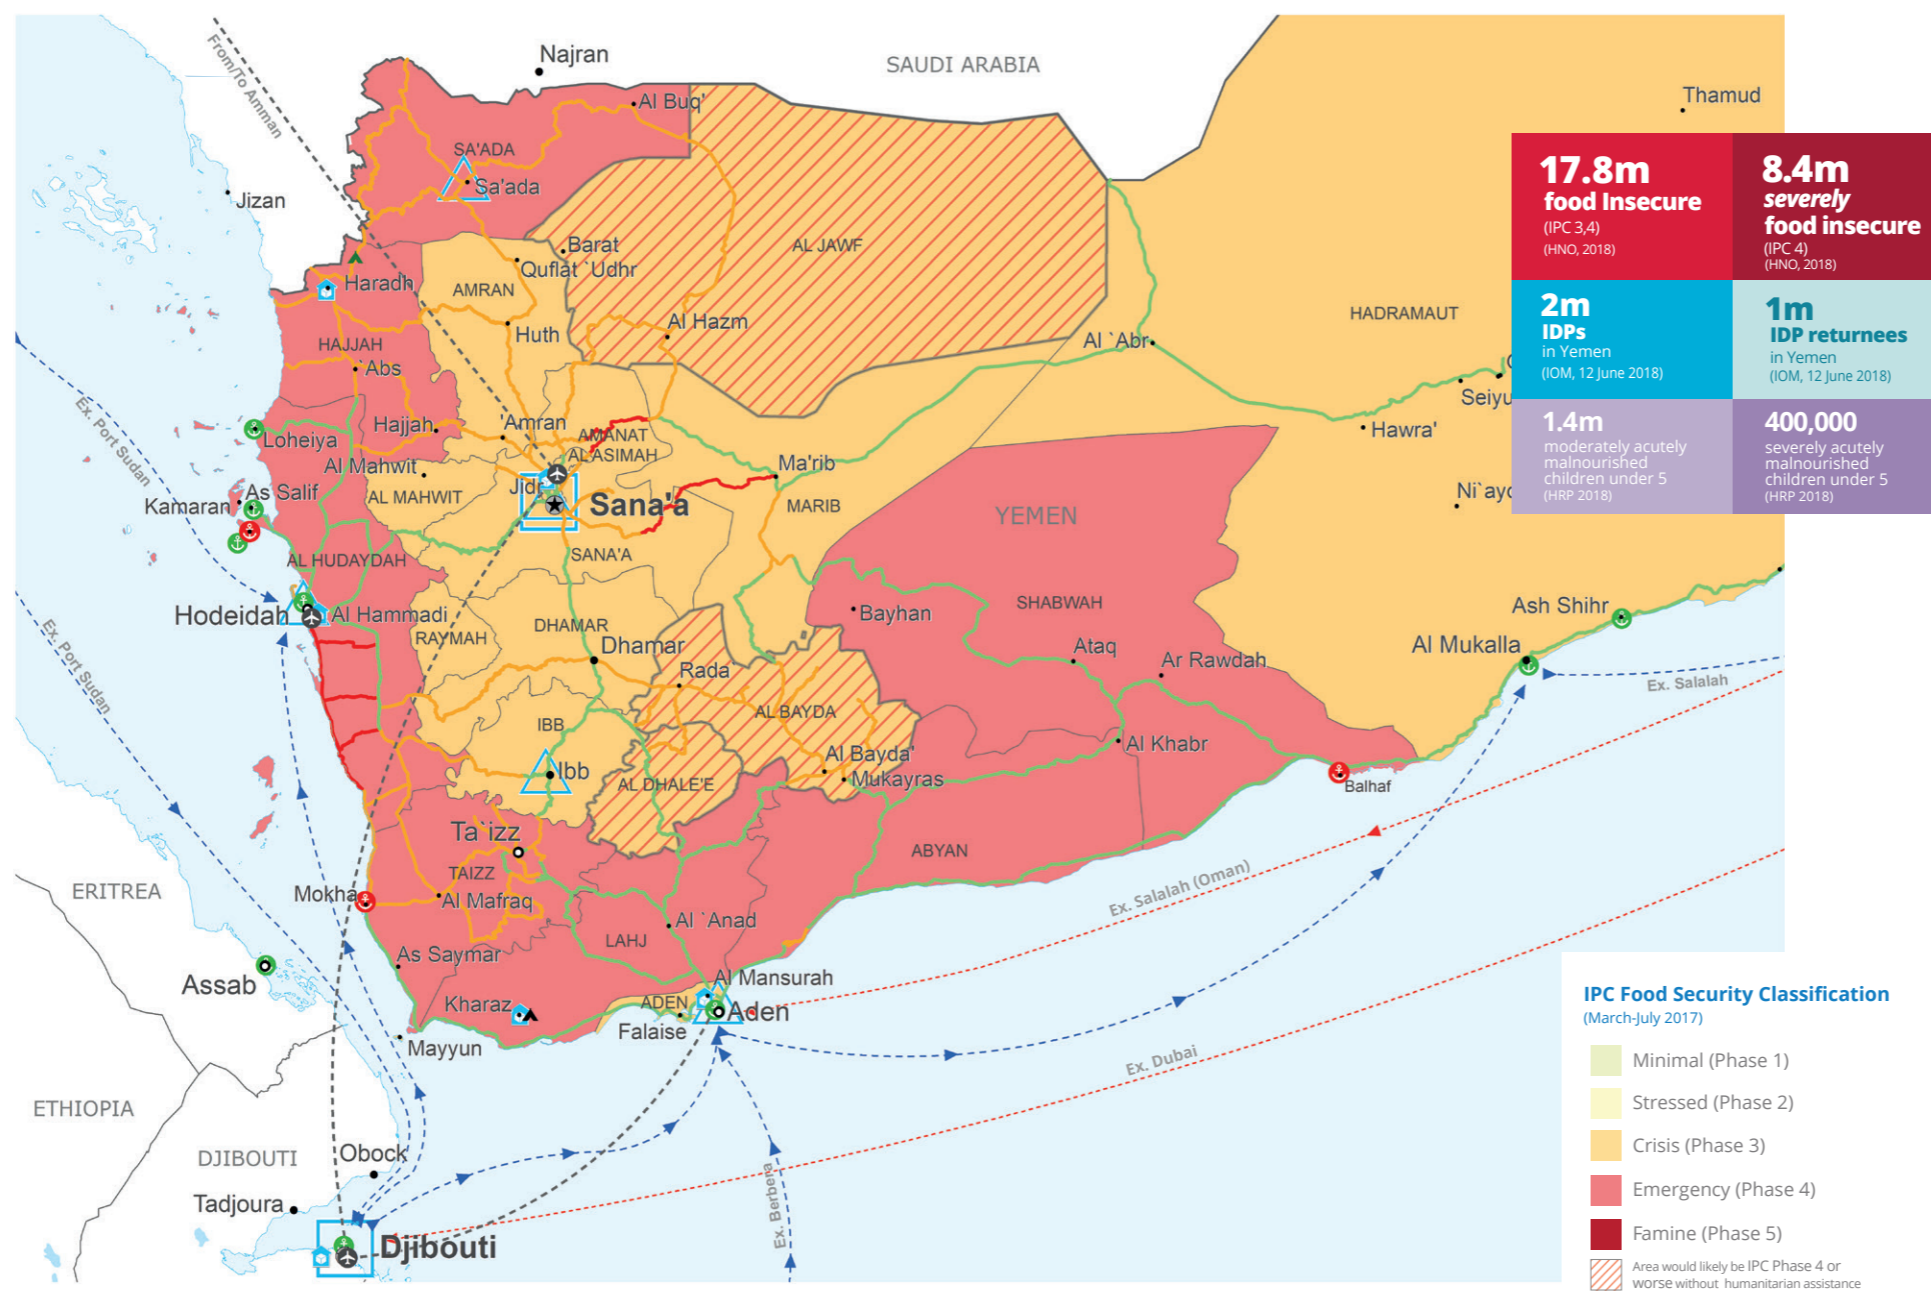 From/To Amman
Najran
SAUDI ARABIA
Thamud
Al Buq'
SA'ADA
Sa'ada
Jizan
17.8m
food Insecure
(IPC 3,4)
(HNO, 2018)
8.4m
severely
food insecure
(IPC 4)
(HNO, 2018)
2m
IDPs
in Yemen
(IOM, 12 June 2018)
1m
IDP returnees
in Yemen
(IOM, 12 June 2018)
1.4m
moderately acutely
malnourished
children under 5
(HRP 2018)
400,000
severely acutely
malnourished
children under 5
(HRP 2018)
Barat
Quflat `Udhr
AL JAWF
Haradh
AMRAN
HADRAMAUT
Huth
Al Hazm
Al `Abr
HAJJAH
`Abs
Seiyu
Ex. Port Sudan
Hajjah
'Amran
AMANAT
AL ASIMAH
Hawra'
Loheiya
Al Mahwit
Ma'rib
Kamaran
As Salif
AL MAHWIT
Jidr
Sana'a
MARIB
YEMEN
Ni`ayo
AL HUDAYDAH
SANA'A
Hodeidah
Al Hammadi
RAYMAH
DHAMAR
Dhamar
Bayhan
SHABWAH
Ash Shihr
Al Mukalla
Ex. Port Sudan
Rada
Ataq
Ar Rawdah
Ex. Salalah
IBB
AL BAYDA
Al Bayda'
Al Khabr
Ibb
AL DHALE'E
Mukayras
Balhaf
Ta`izz
TAIZZ
ABYAN
ERITREA
Mokha
Al Mafraq
Ex. Salalah (Oman)
Al `Anad
LAHJ
As Saymar
Assab
Al Mansurah
Kharaz
ADEN
Aden
Falaise
Mayyun
Ex. Dubai
ETHIOPIA
DJIBOUTI
Obock
Tadjoura
Ex. Berbera
Djibouti
IPC Food Security Classification
(March-July 2017)
Minimal (Phase 1)
Stressed (Phase 2)
Crisis (Phase 3)
Emergency (Phase 4)
Famine (Phase 5)
Area would likely be IPC Phase 4 or
worse without humanitarian assistance